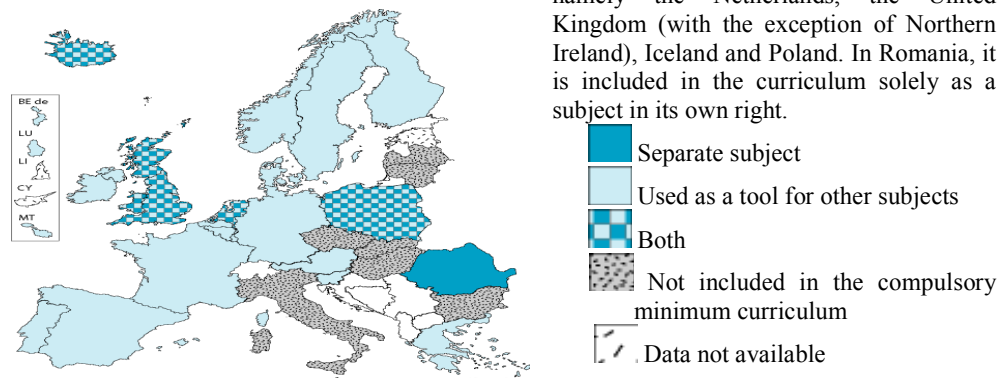 namely the Netherlands, the United
Kingdom (with the exception of Northern
Ireland), Iceland and Poland. In Romania, it
is included in the curriculum solely as a
subject in its own right.
Separate subject
Used as a tool for other subjects
Both
Not included in the compulsory
minimum curriculum
Data not available
BE de
LU
LI
CY
MT